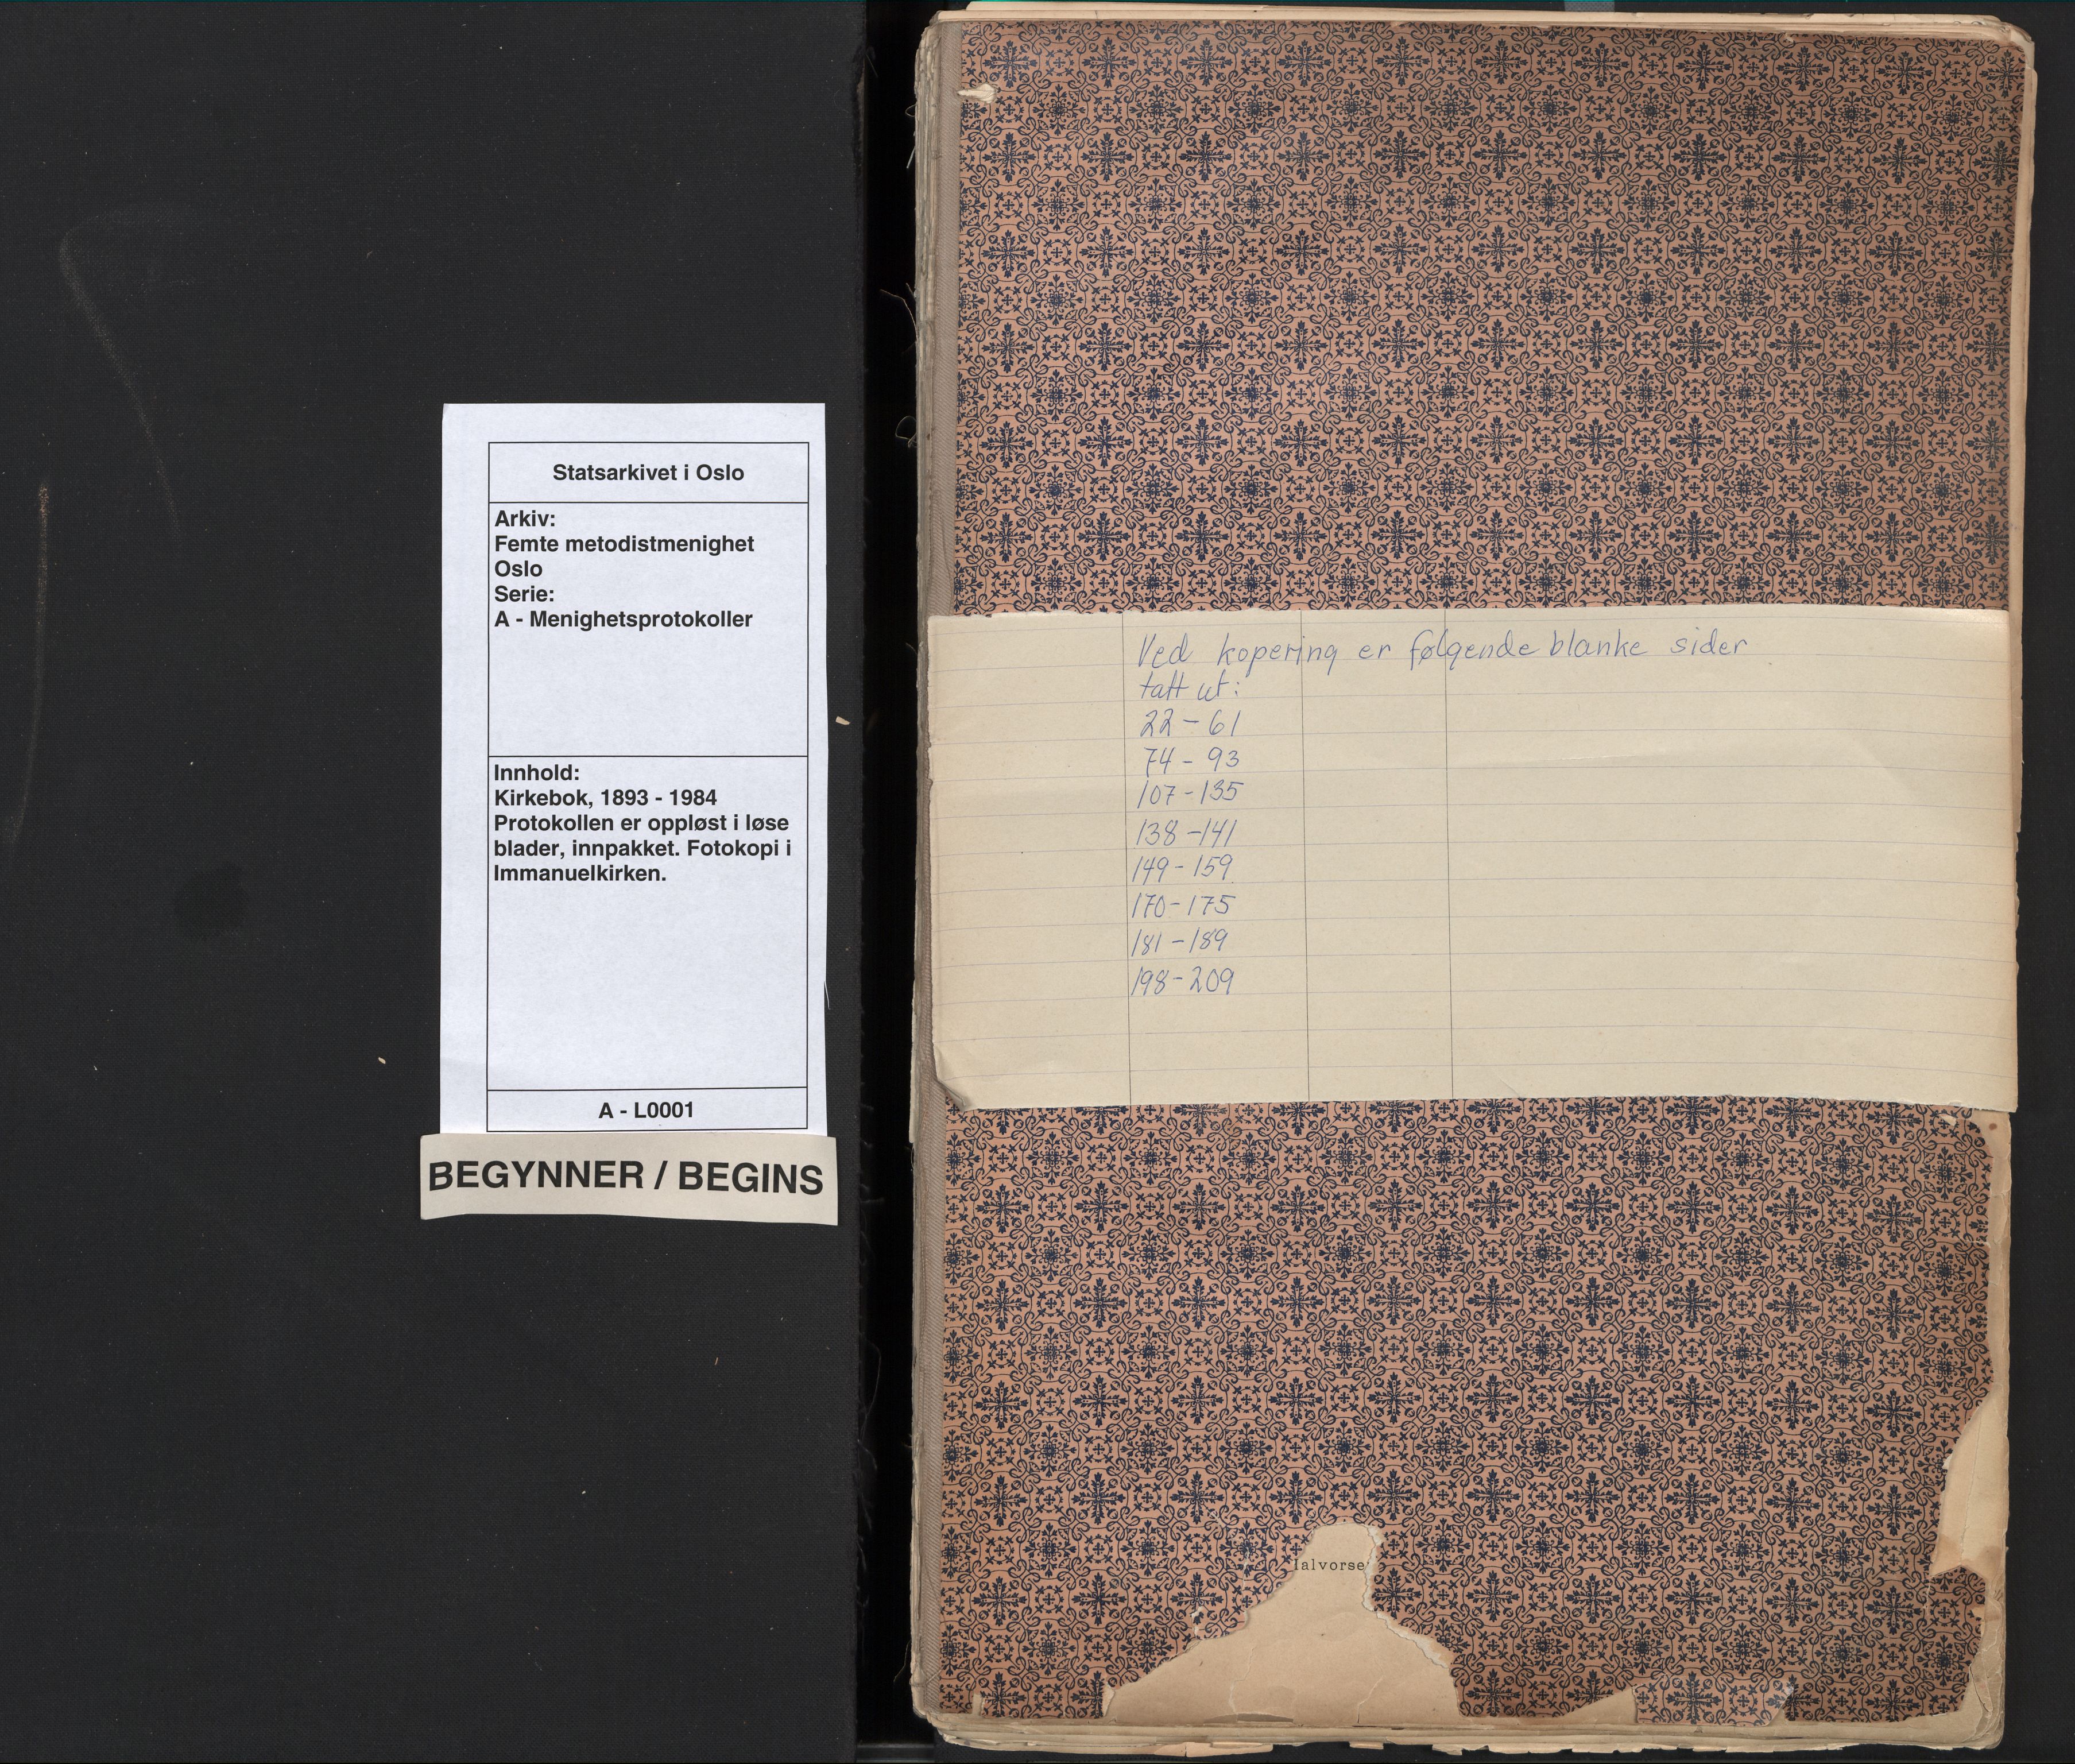 Statsarkivet i Oslo
Arkiv:
Femte metodistmenighet
Oslo
Serie:
A - Menighetsprotokoller
Innhold:
Kirkebok, 1893 - 1984
Protokollen er oppløst i løse
blader, innpakket. Fotokopi i
Immanuelkirken.
A - L0001
BEGYNNER / BEGINS
Ved kopering er følgende blanke sider
tatt ut:
22 - 61
74 - 93
107 - 135
138 - 141
149 - 159
170 - 175
181 - 189
198 - 209
alvorse